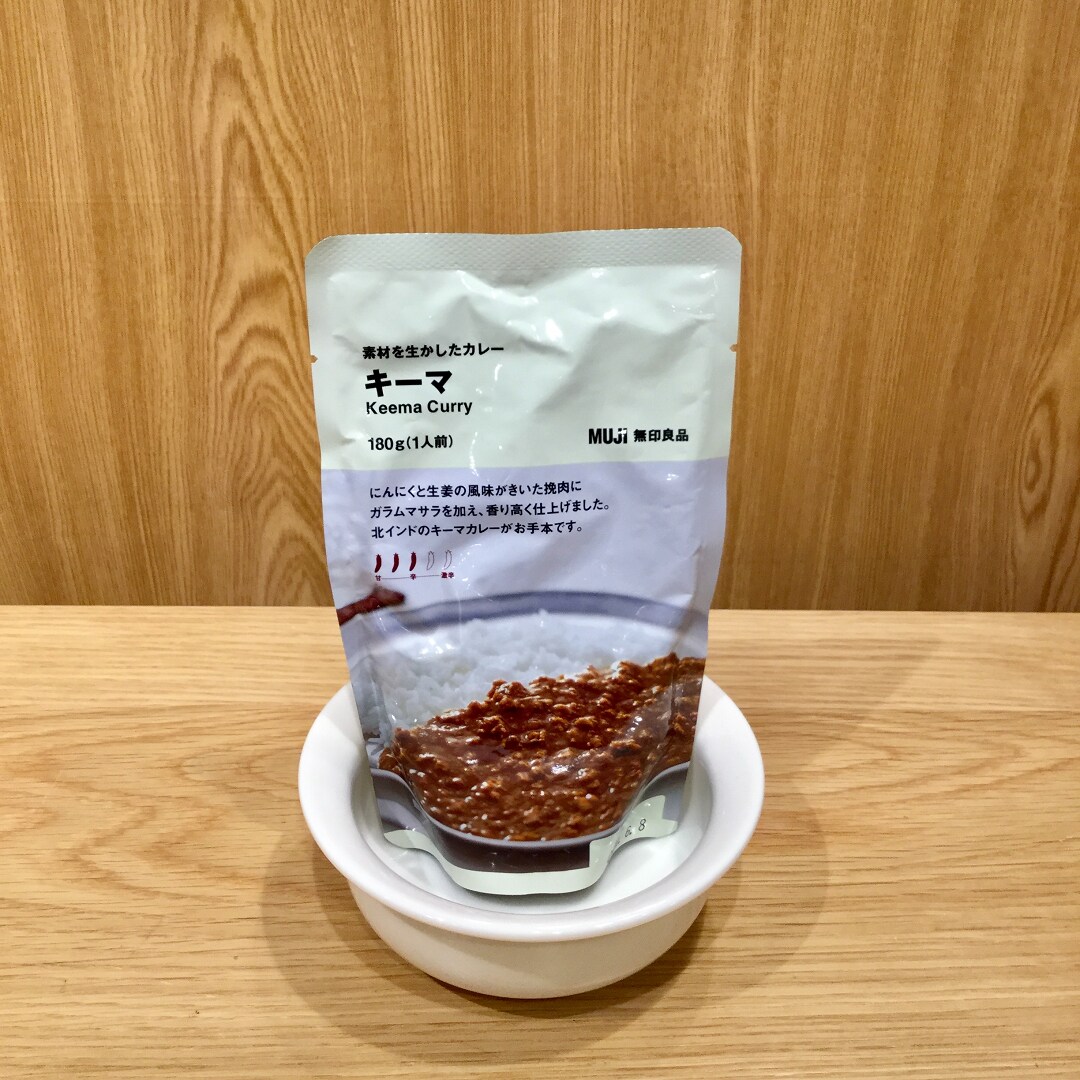 素材を生かしたカレー
キーマ
Keema Curry
180g(1人前)
MUJI 無印良品
にんにくと生姜の風味がきいた挽肉に
ガラムマサラを加え、香り高く仕上げました。
北インドのキーマカレーがお手本です。
甘 辛 激辛